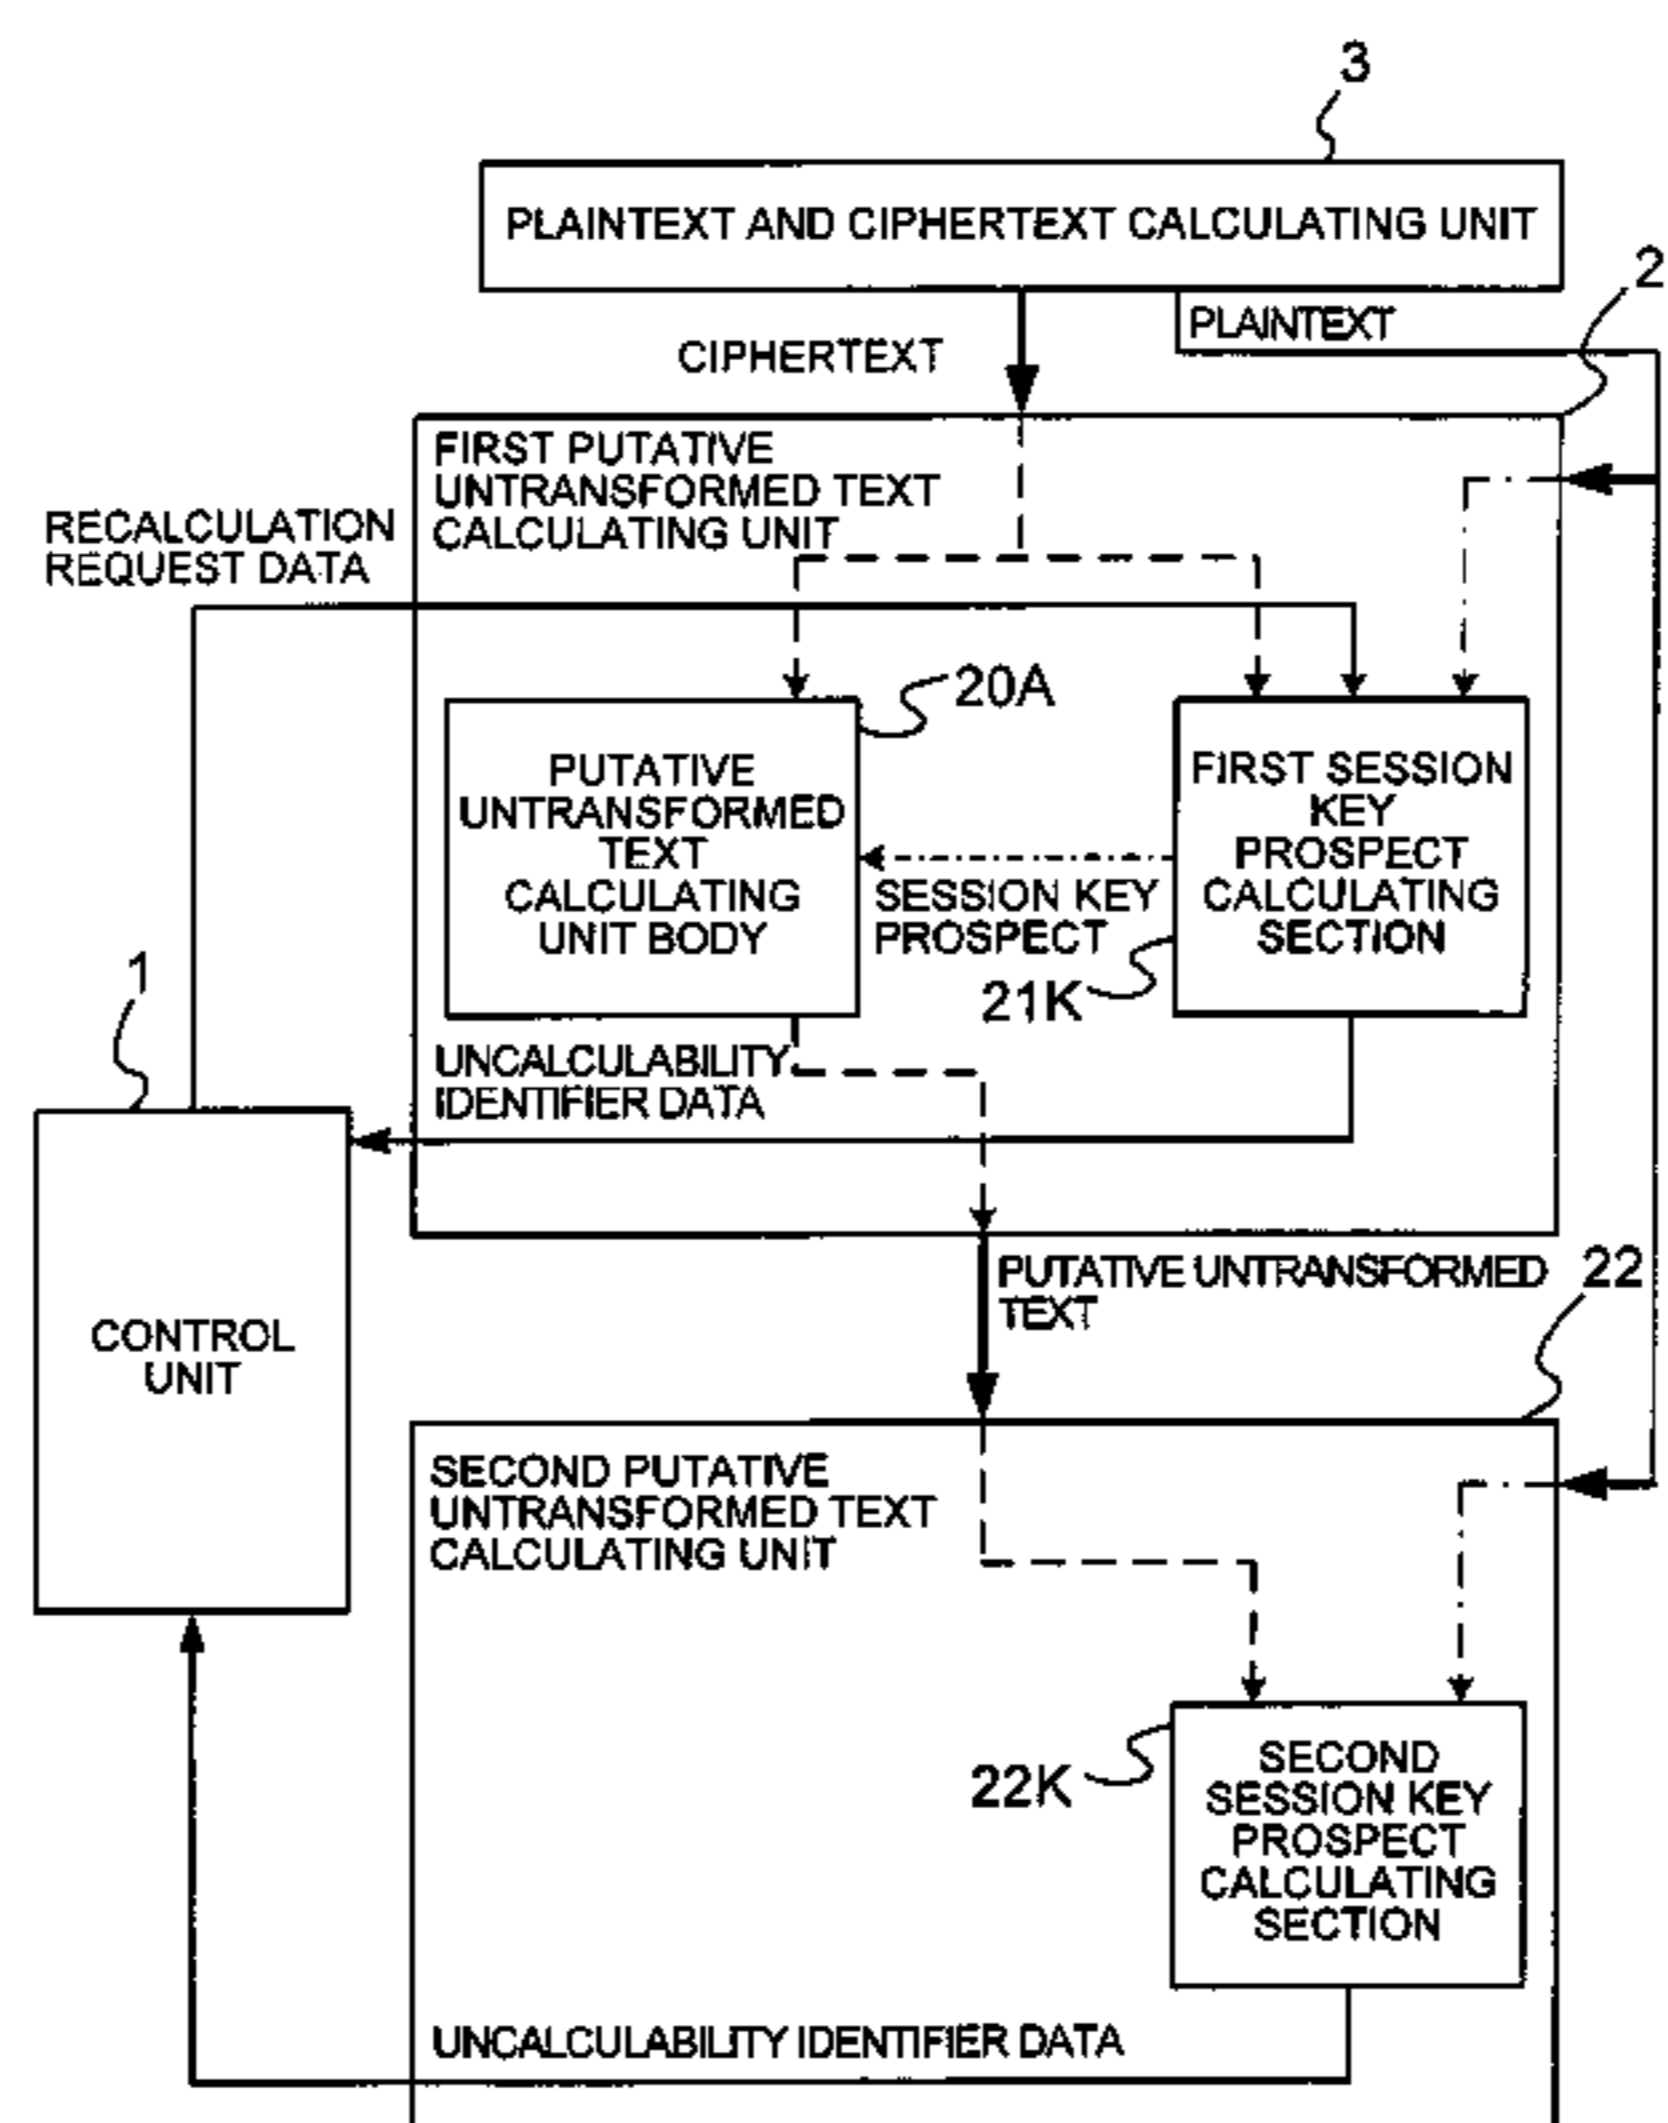 3
PLAINTEXT AND CIPHERTEXT CALCULATING UNIT
2
PLAINTEXT
CIPHERTEXT
FIRST PUTATIVE
UNTRANSFORMED TEXT
CALCULATING UNIT
RECALCULATION
REQUEST DATA
20A
PUTATIVE
UNTRANSFORMED
TEXT
CALCULATING
UNIT BODY
FIRST SESSION
KEY
PROSPECT
CALCULATING
SECTION
SESSION KEY
PROSPECT
21K
1
UNCALCULABILITY
IDENTIFIER DATA
CONTROL
UNIT
PUTATIVE UNTRANSFORMED
TEXT
22
SECOND PUTATIVE
UNTRANSFORMED TEXT
CALCULATING UNIT
22K
SECOND
SESSION KEY
PROSPECT
CALCULATING
SECTION
UNCALCULABILITY IDENTIFIER DATA